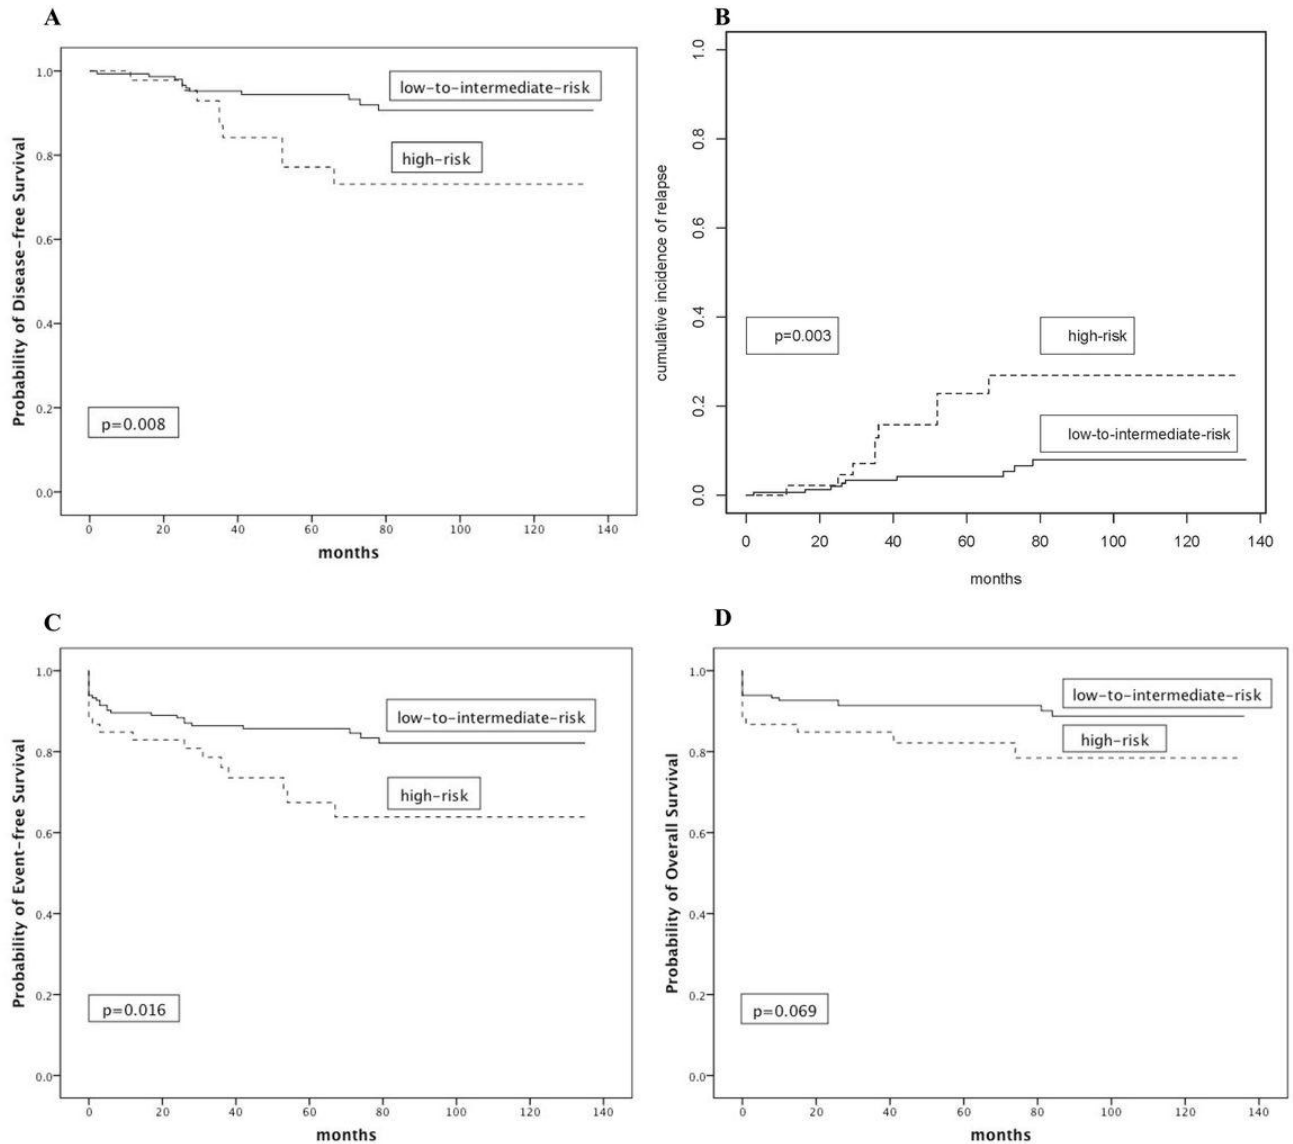 A
Probability of Disease-free Survival
1.0
0.8
0.6
0.4
0.2
0.0
low-to-intermediate-risk
high-risk
p=0.008
0 20 40 60 80 100 120 140
months
B
cumulative incidence of relapse
1.0
0.8
0.6
0.4
0.2
0.0
p=0.003
high-risk
low-to-intermediate-risk
0 20 40 60 80 100 120 140
months
C
Probability of Event-free Survival
1.0
0.8
0.6
0.4
0.2
0.0
low-to-intermediate-risk
high-risk
p=0.016
0 20 40 60 80 100 120 140
months
D
Probability of Overall Survival
1.0
0.8
0.6
0.4
0.2
0.0
low-to-intermediate-risk
high-risk
p=0.069
0 20 40 60 80 100 120 140
months